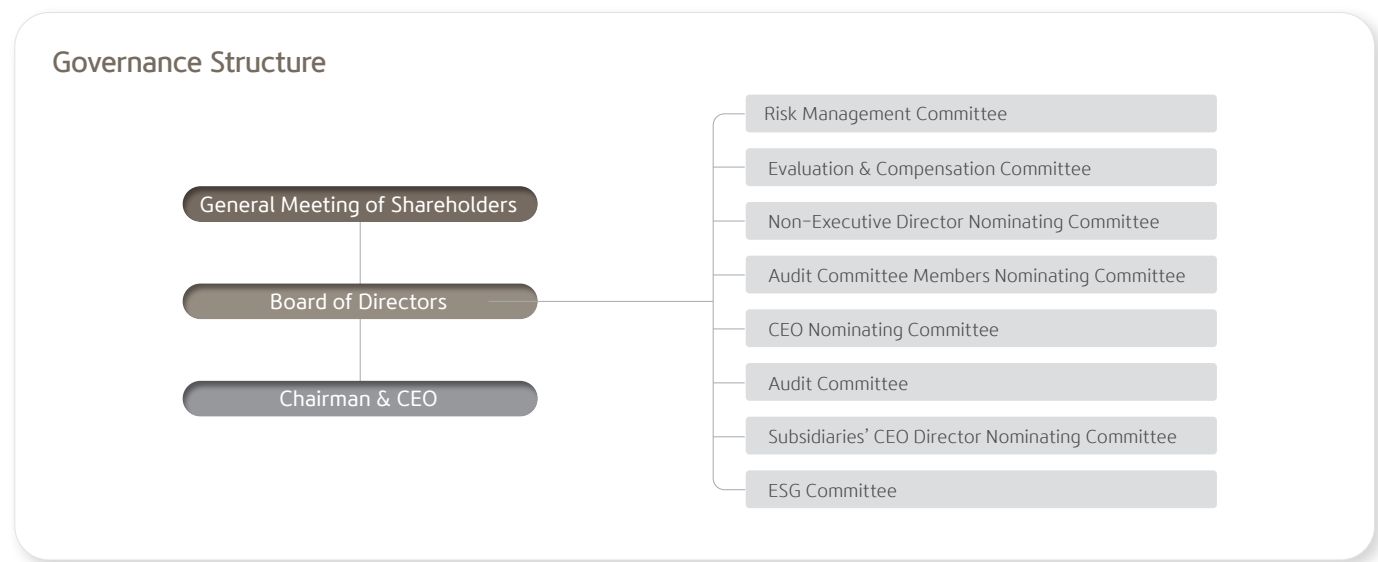 Governance Structure
General Meeting of Shareholders
Board of Directors
Chairman & CEO
Risk Management Committee
Evaluation & Compensation Committee
Non-Executive Director Nominating Committee
Audit Committee Members Nominating Committee
CEO Nominating Committee
Audit Committee
Subsidiaries’ CEO Director Nominating Committee
ESG Committee